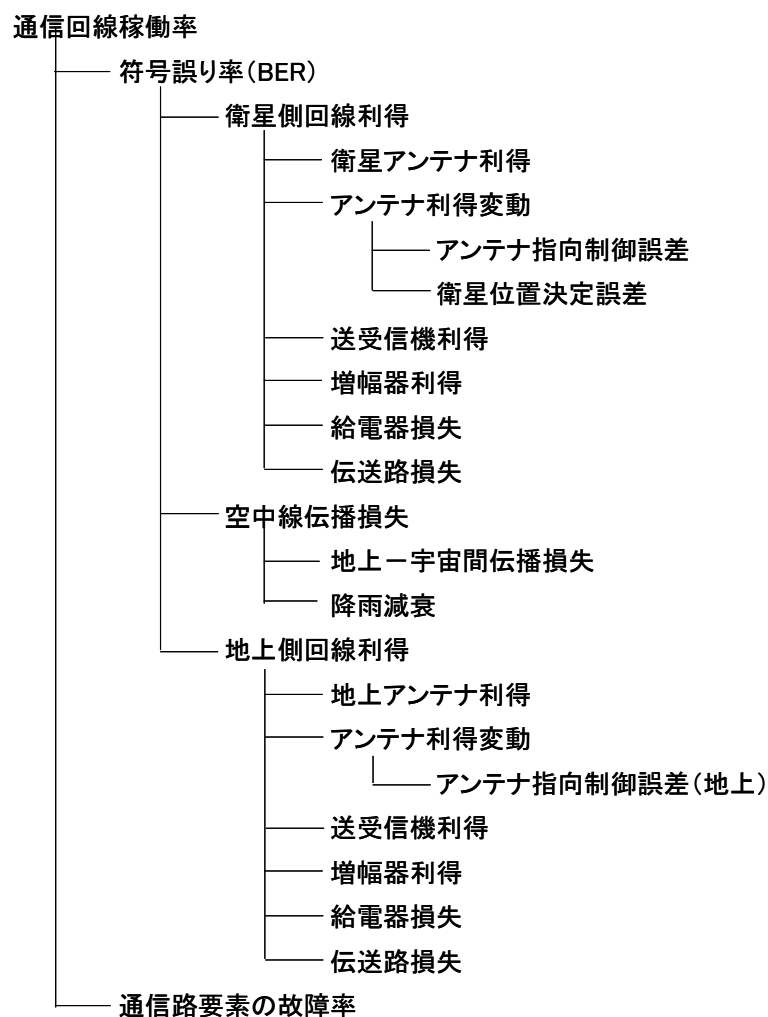 通信回線稼働率
符号誤り率(BER)
衛星側回線利得
衛星アンテナ利得
アンテナ利得変動
アンテナ指向制御誤差
衛星位置決定誤差
送受信機利得
増幅器利得
給電器損失
伝送路損失
空中線伝播損失
地上－宇宙間伝播損失
降雨減衰
地上側回線利得
地上アンテナ利得
アンテナ利得変動
アンテナ指向制御誤差(地上)
送受信機利得
増幅器利得
給電器損失
伝送路損失
通信路要素の故障率